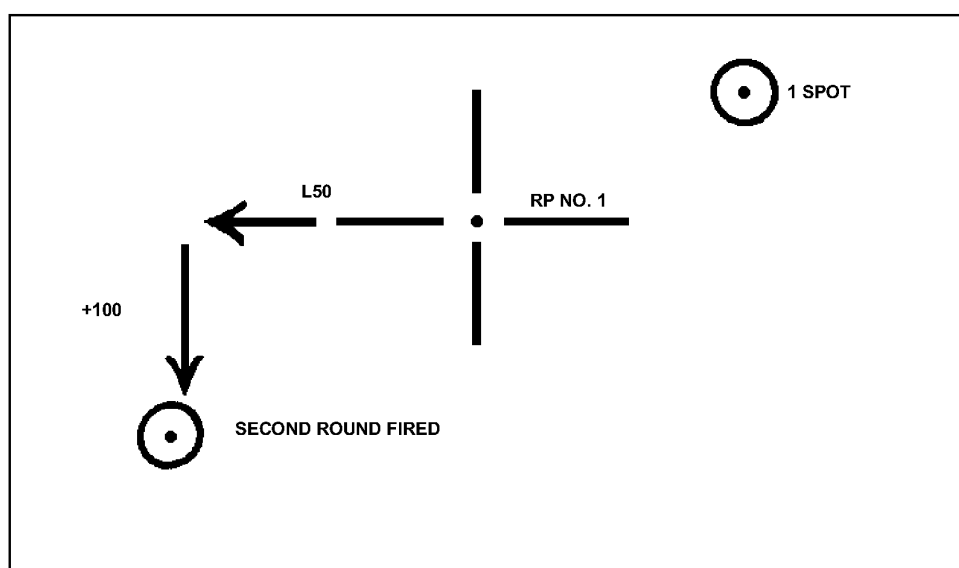 1 SPOT
L50
RP NO. 1
+100
SECOND ROUND FIRED